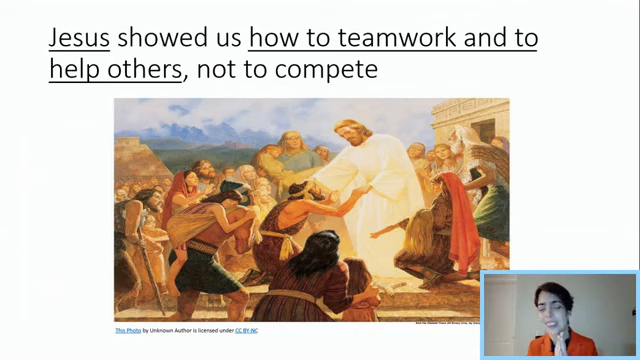 Jesus showed us how to teamwork and to
help others, not to compete
This Photo by Unknown Author is licensed under CC BY-NC